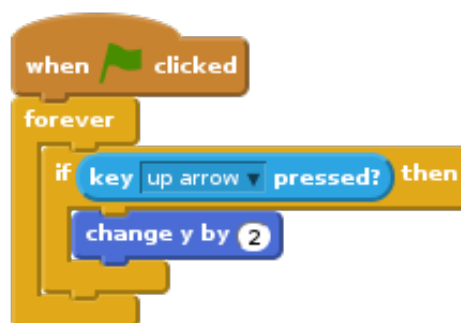 when clicked
forever
if key up arrow pressed? then
change y by 2